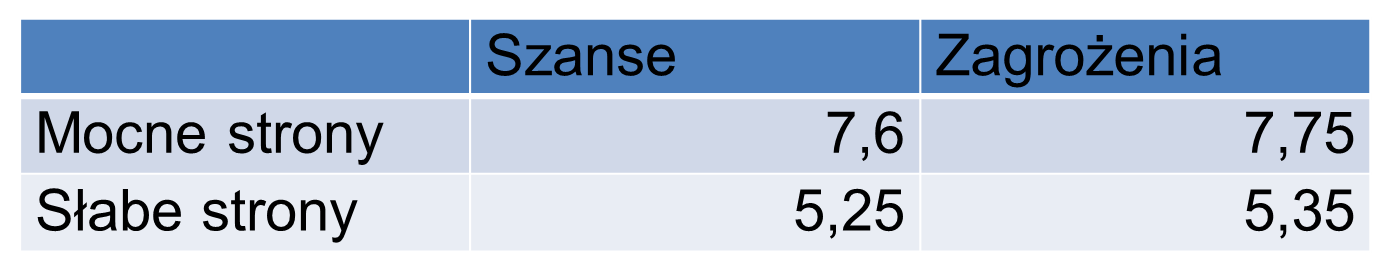 Szanse Zagrożenia
Mocne strony 7,6 7,75
Słabe strony 5,25 5,35